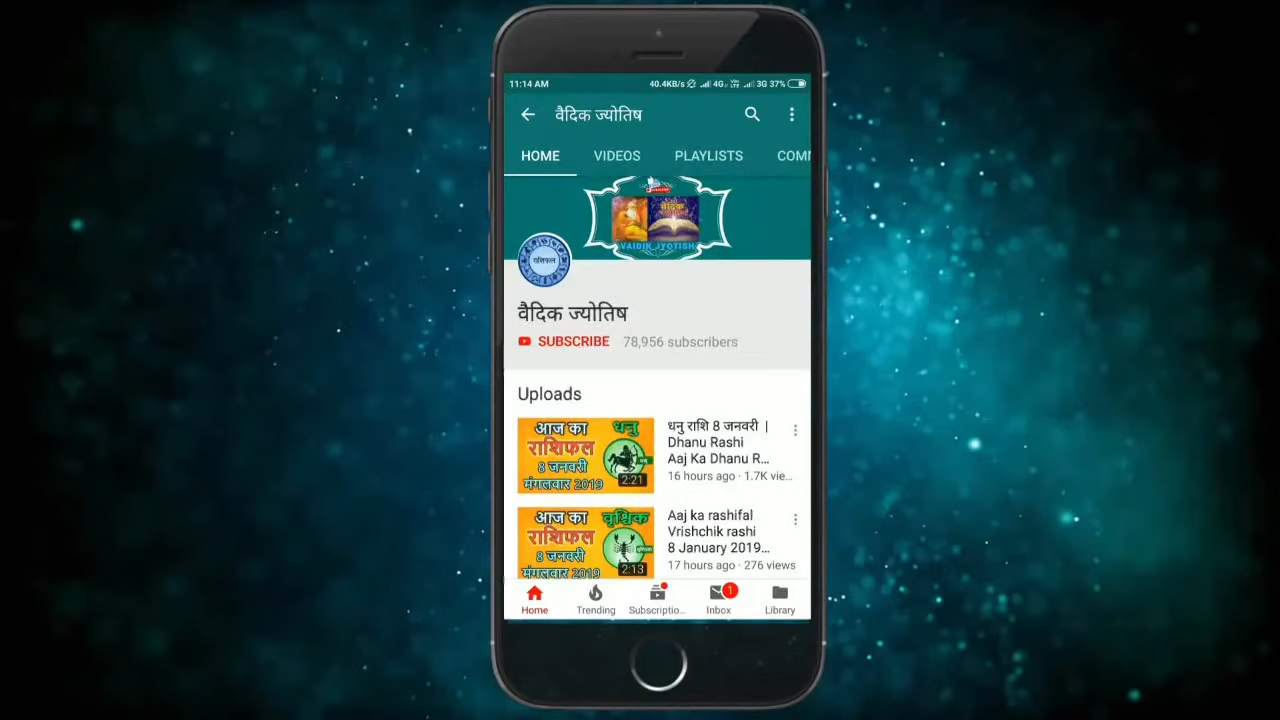 11:14 AM
40.4KB/s 4G VoLTE 3G 37%
वैदिक ज्योतिष
HOME VIDEOS PLAYLISTS COMM
वैदिक
VAIDIK JYOTISH
राशिफल
वैदिक ज्योतिष
SUBSCRIBE 78,956 subscribers
Uploads
आज का धनु
राशिफल
8 जनवरी
मंगलवार 2019
2:21
धनु राशि 8 जनवरी |
Dhanu Rashi
Aaj Ka Dhanu R...
16 hours ago · 1.7K vie...
आज का वृश्चिक
राशिफल
8 जनवरी
मंगलवार 2019
2:13
Aaj ka rashifal
Vrishchik rashi
8 January 2019...
17 hours ago · 276 views
1
Home Trending Subscriptio... Inbox Library